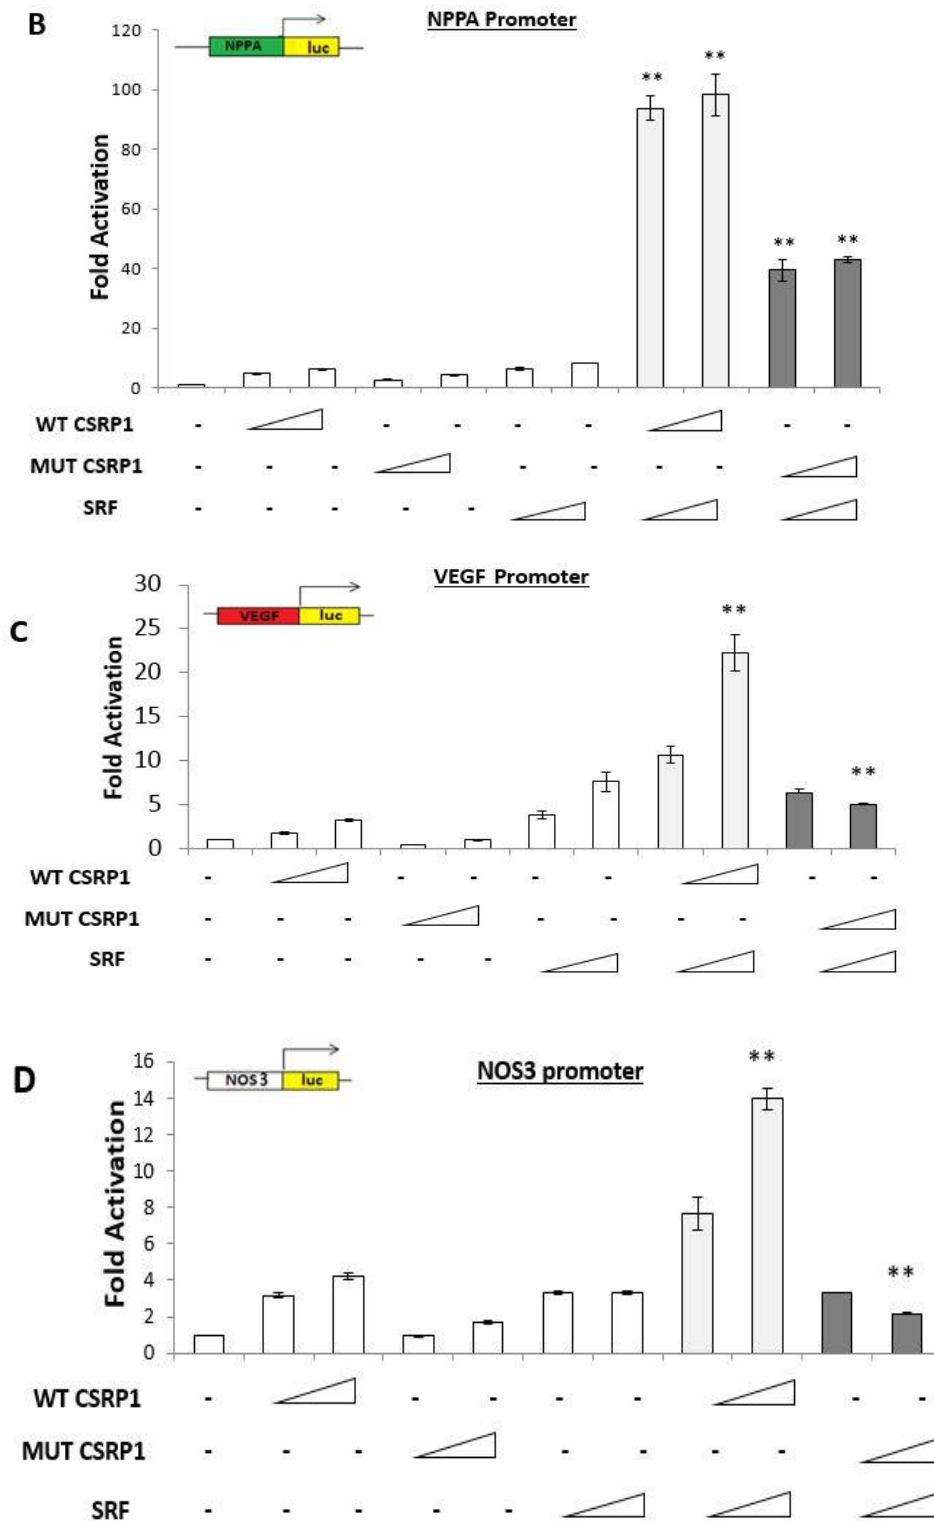 B
NPPA Promoter
NPPA luc
Fold Activation
120
100
80
60
40
20
0
** ** ** **
WT CSRP1 - - - - - - -
MUT CSRP1 - - - - - - -
SRF - - - - -
C
VEGF Promoter
VEGF luc
Fold Activation
30
25
20
15
10
5
0
** **
WT CSRP1 - - - - - - -
MUT CSRP1 - - - - - - -
SRF - - - - -
D
NOS3 promoter
NOS3 luc
Fold Activation
16
14
12
10
8
6
4
2
0
** **
WT CSRP1 - - - - - - -
MUT CSRP1 - - - - - - -
SRF - - - - -